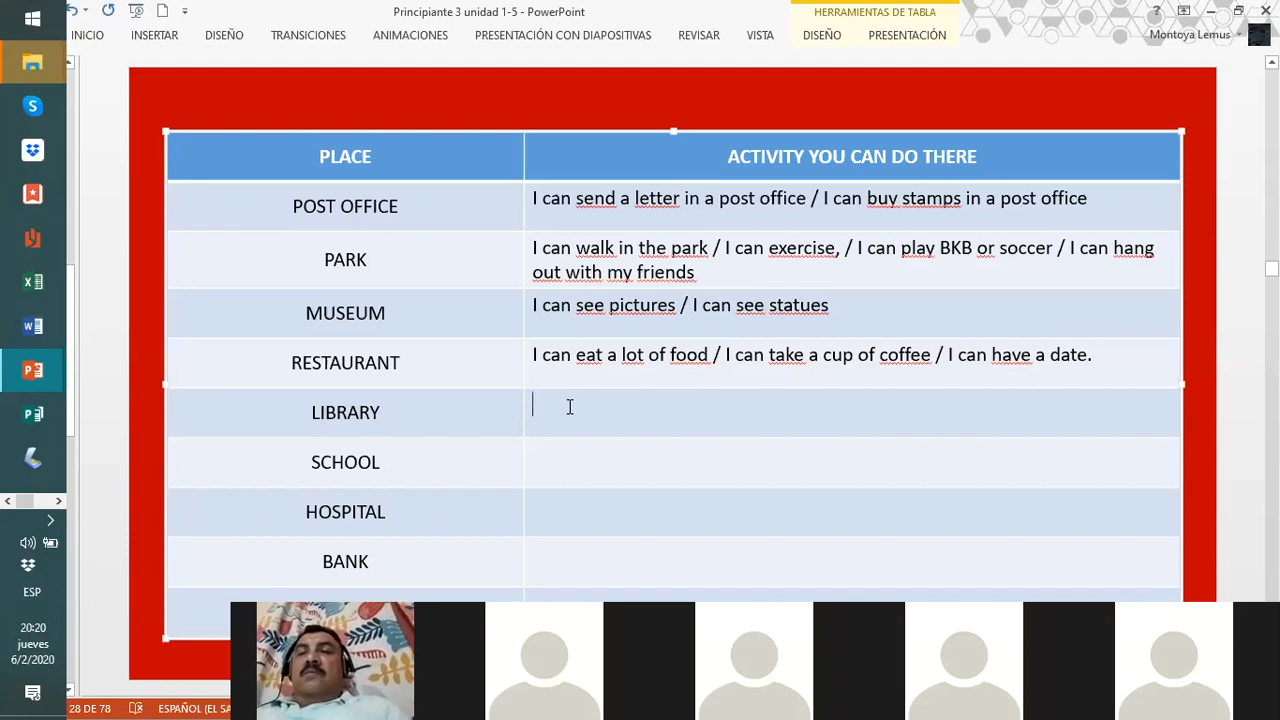 Principiante 3 unidad 1-5 - PowerPoint
HERRAMIENTAS DE TABLA
INICIO INSERTAR DISEÑO TRANSICIONES ANIMACIONES PRESENTACIÓN CON DIAPOSITIVAS REVISAR VISTA DISEÑO PRESENTACIÓN Montoya Lemus
PLACE ACTIVITY YOU CAN DO THERE
POST OFFICE I can send a letter in a post office / I can buy stamps in a post office
PARK I can walk in the park / I can exercise, / I can play BKB or soccer / I can hang
out with my friends
MUSEUM I can see pictures / I can see statues
RESTAURANT I can eat a lot of food / I can take a cup of coffee / I can have a date.
LIBRARY
SCHOOL
HOSPITAL
BANK
ESP
20:20
jueves
6/2/2020
28 DE 78 ESPAÑOL (EL SA